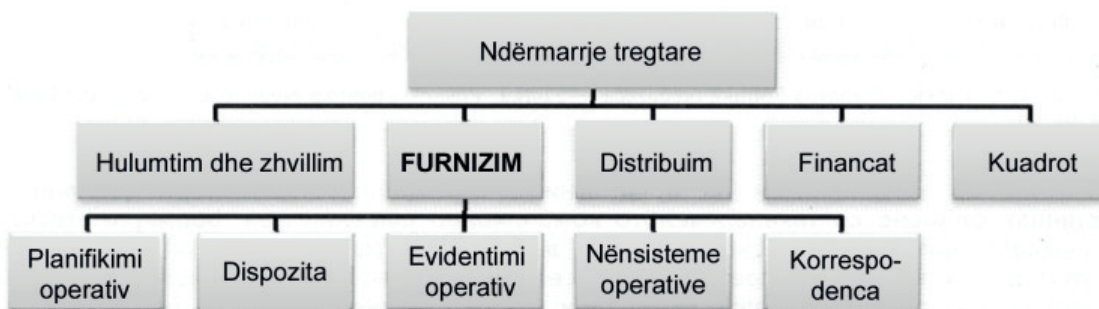 Ndërmarrje tregtare
Hulumtim dhe zhvillim
FURNIZIM
Distribuim
Financat
Kuadrot
Planifikimi
operativ
Dispozita
Evidentimi
operativ
Nënsisteme
operative
Korrespo-
denca